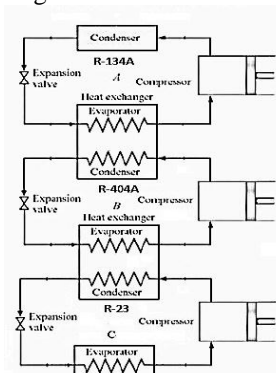 Condenser
R-134A
A
Expansion
valve
Compressor
Heat exchanger
Evaporator
Condenser
R-404A
Expansion
valve
Compressor
B
Heat exchanger
Evaporator
Condenser
R-23
Expansion
valve
Compressor
C
Evaporator